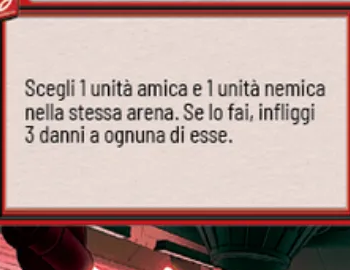 Scegli 1 unità amica e 1 unità nemica
nella stessa arena. Se lo fai, infliggi
3 danni a ognuna di esse.